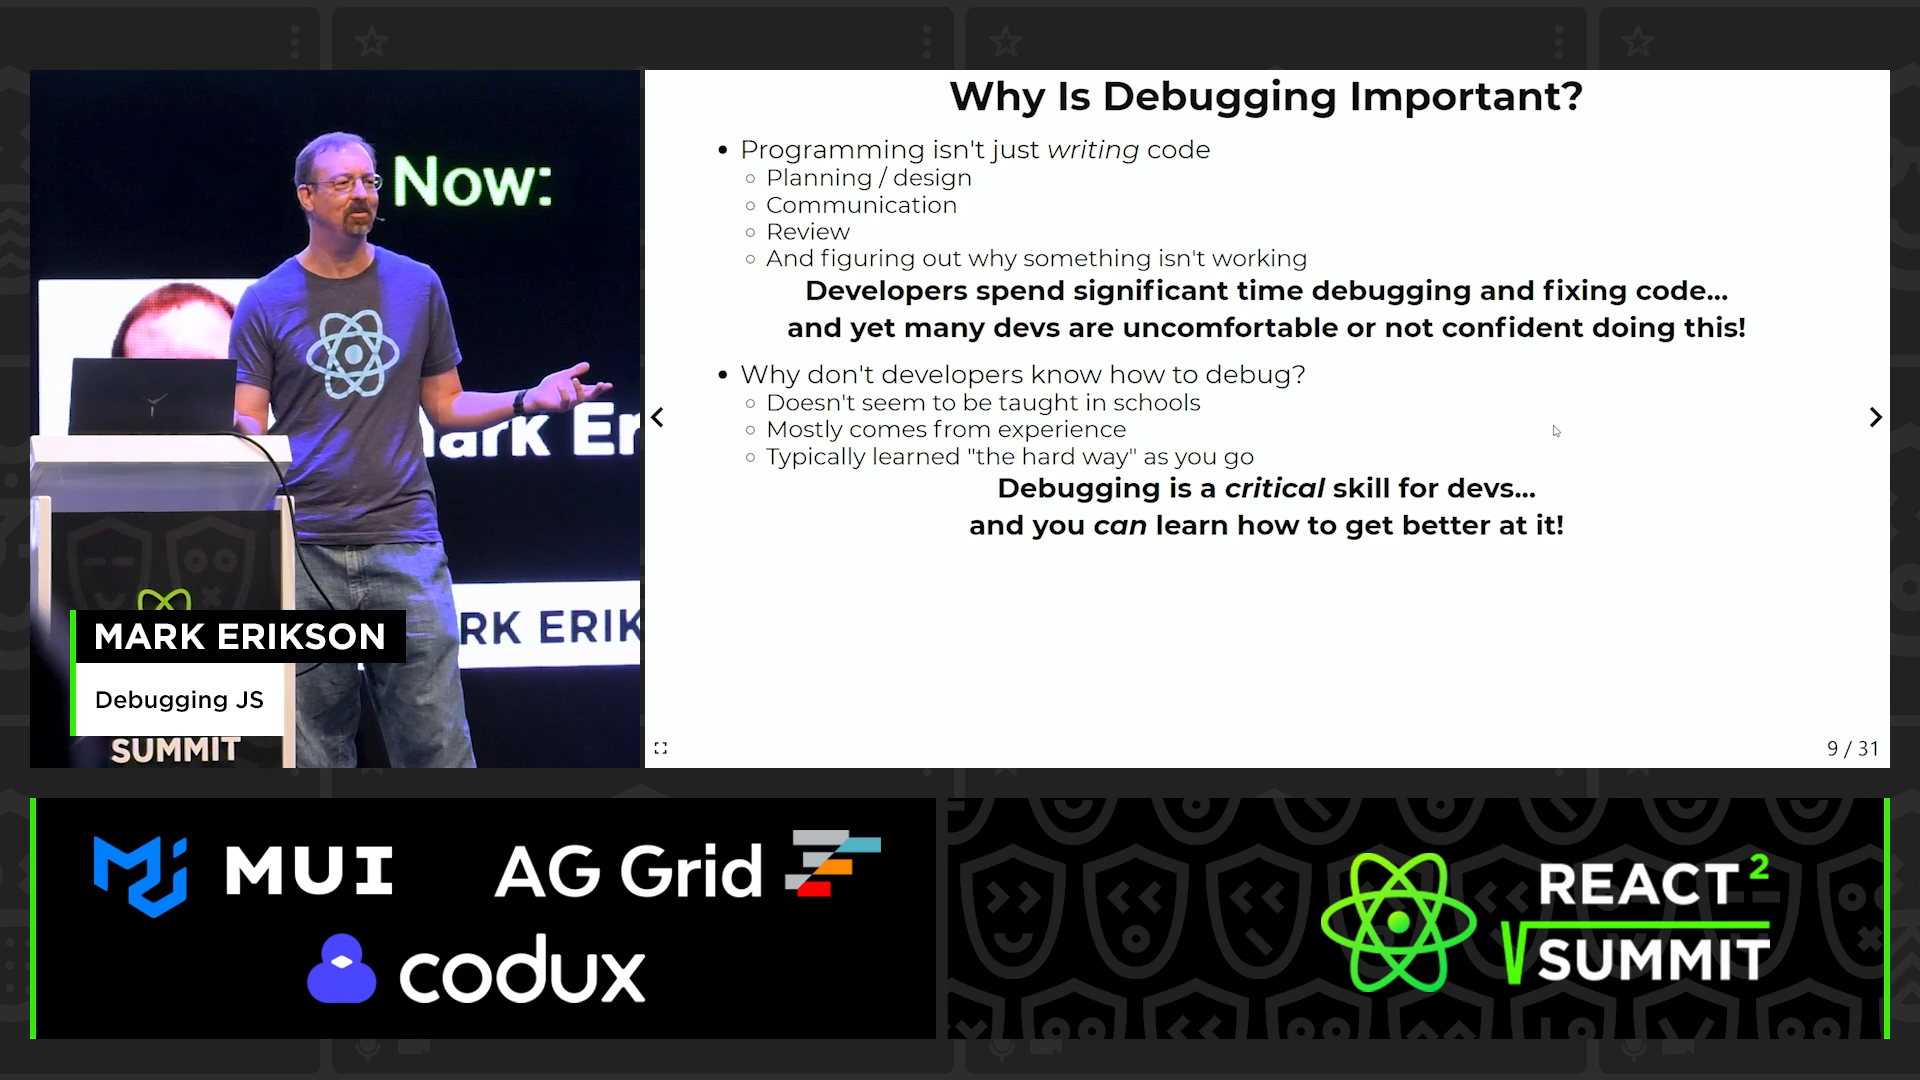 Now:
ark Er
RK ERIK
MARK ERIKSON
Debugging JS
SUMMIT
Why Is Debugging Important?
Programming isn't just writing code
Planning / design
Communication
Review
And figuring out why something isn't working
Developers spend significant time debugging and fixing code...
and yet many devs are uncomfortable or not confident doing this!
Why don't developers know how to debug?
Doesn't seem to be taught in schools
Mostly comes from experience
Typically learned "the hard way" as you go
Debugging is a critical skill for devs...
and you can learn how to get better at it!
9 / 31
MUI
AG Grid
codux
REACT 2
SUMMIT